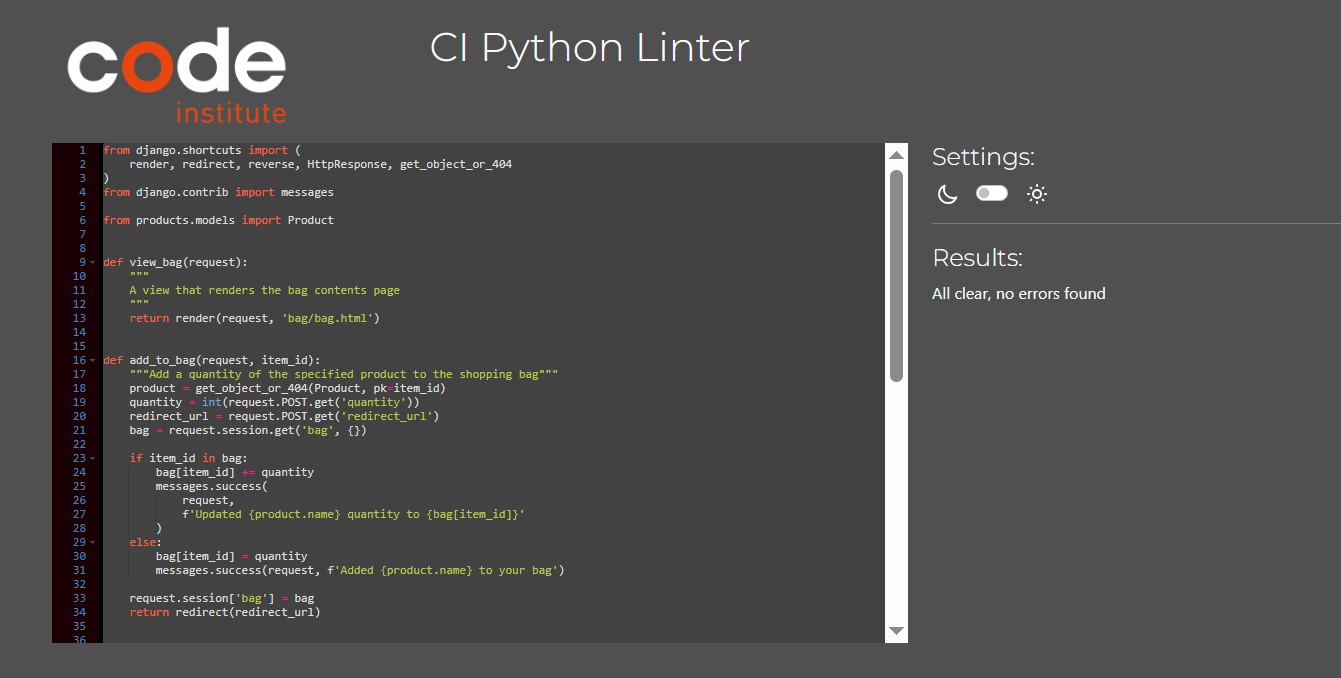 code
institute
CI Python Linter
1 from django.shortcuts import (
2     render, redirect, reverse, HttpResponse, get_object_or_404
3 )
4 from django.contrib import messages
5
6 from products.models import Product
7
8
9 def view_bag(request):
10     """
11     A view that renders the bag contents page
12     """
13     return render(request, 'bag/bag.html')
14
15
16 def add_to_bag(request, item_id):
17     """Add a quantity of the specified product to the shopping bag"""
18     product = get_object_or_404(Product, pk=item_id)
19     quantity = int(request.POST.get('quantity'))
20     redirect_url = request.POST.get('redirect_url')
21     bag = request.session.get('bag', {})
22
23     if item_id in bag:
24         bag[item_id] += quantity
25         messages.success(
26             request,
27             f'Updated {product.name} quantity to {bag[item_id]}'
28         )
29     else:
30         bag[item_id] = quantity
31         messages.success(request, f'Added {product.name} to your bag')
32
33     request.session['bag'] = bag
34     return redirect(redirect_url)
35
36
Settings:
Results:
All clear, no errors found